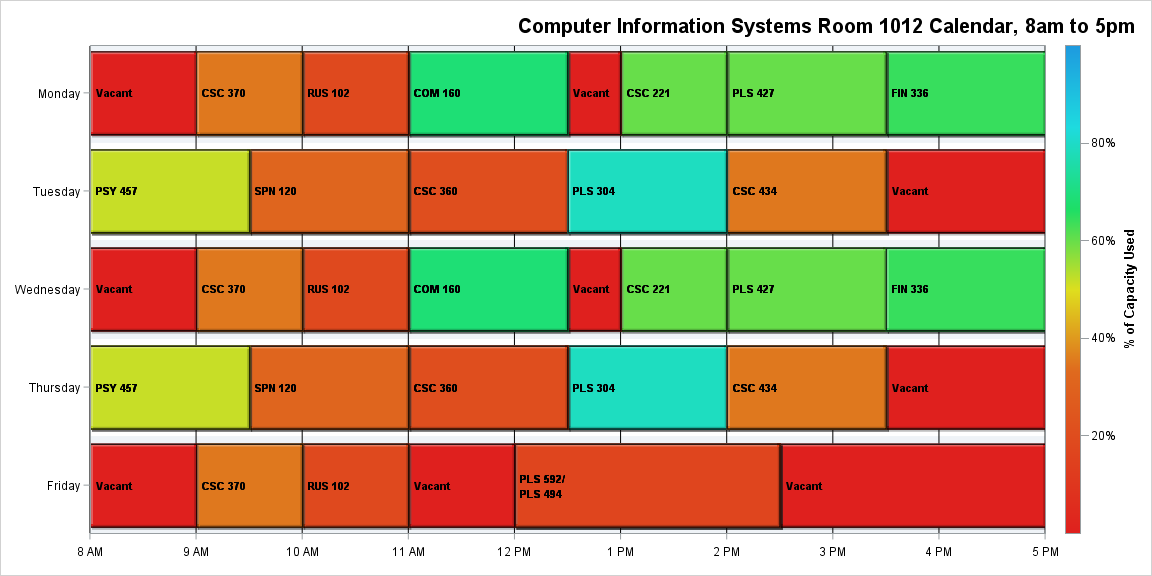 Computer Information Systems Room 1012 Calendar, 8am to 5pm
Monday
Vacant
CSC 370
RUS 102
COM 160
Vacant
CSC 221
PLS 427
FIN 336
Tuesday
PSY 457
SPN 120
CSC 360
PLS 304
CSC 434
Vacant
Wednesday
Vacant
CSC 370
RUS 102
COM 160
Vacant
CSC 221
PLS 427
FIN 336
Thursday
PSY 457
SPN 120
CSC 360
PLS 304
CSC 434
Vacant
Friday
Vacant
CSC 370
RUS 102
Vacant
PLS 592/
PLS 494
Vacant
8 AM
9 AM
10 AM
11 AM
12 PM
1 PM
2 PM
3 PM
4 PM
5 PM
80%
60%
40%
20%
% of Capacity Used